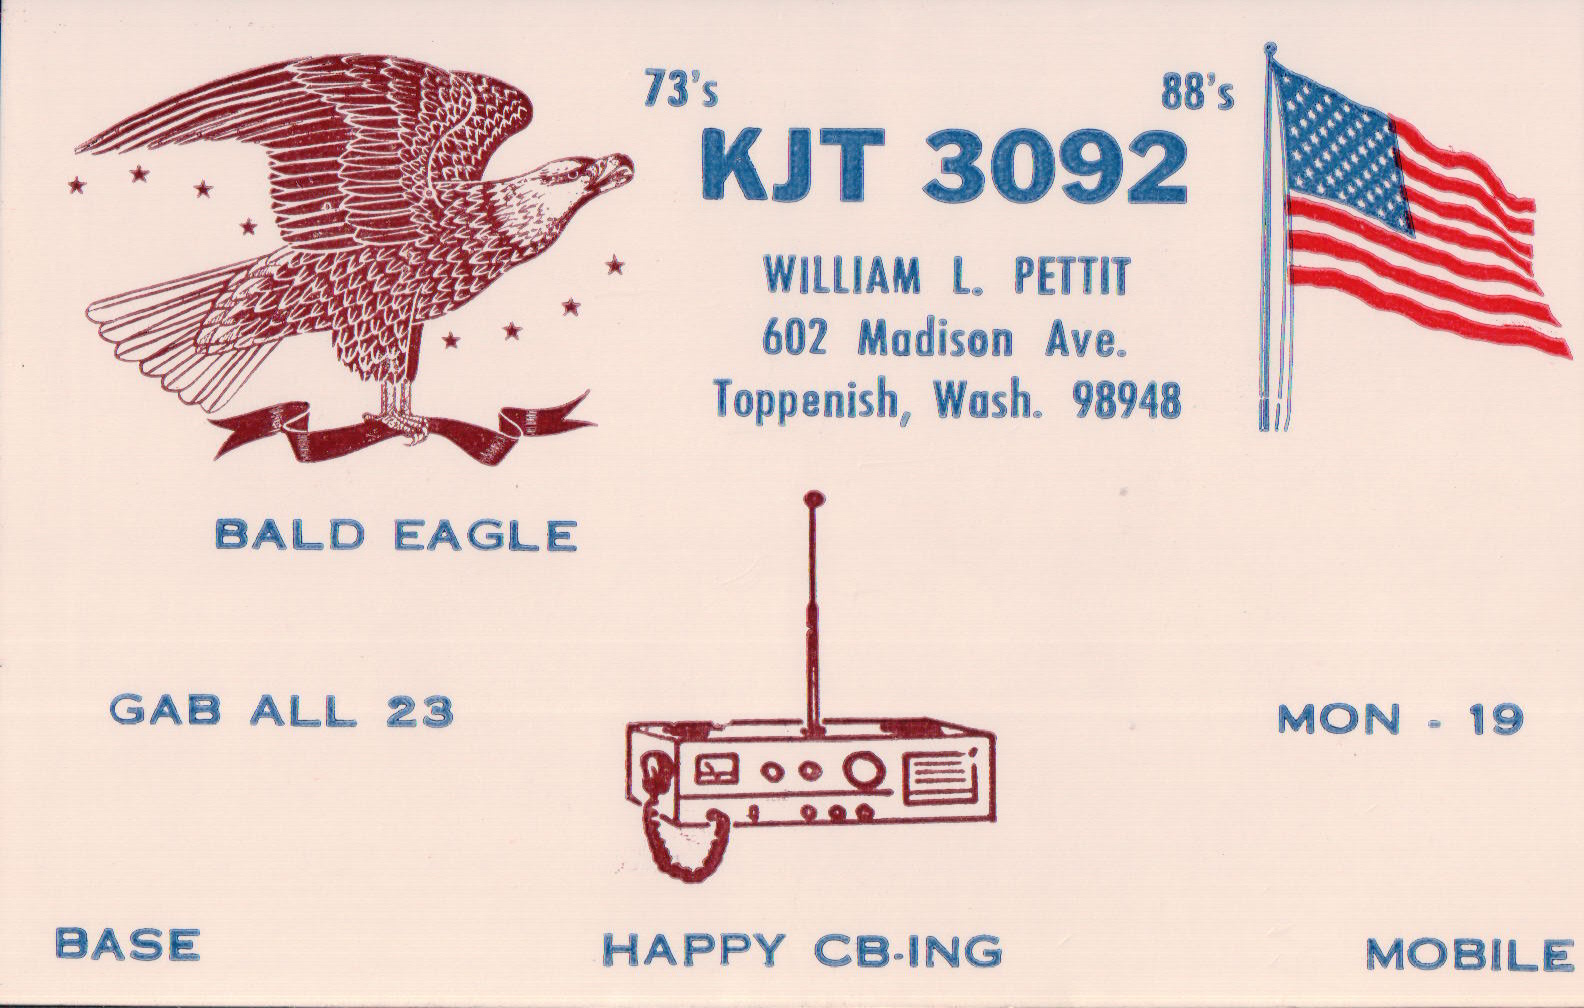 73's 88's
KJT 3092
WILLIAM L. PETTIT
602 Madison Ave.
Toppenish, Wash. 98948
BALD EAGLE
GAB ALL 23
MON - 19
BASE
HAPPY CB-ING
MOBILE